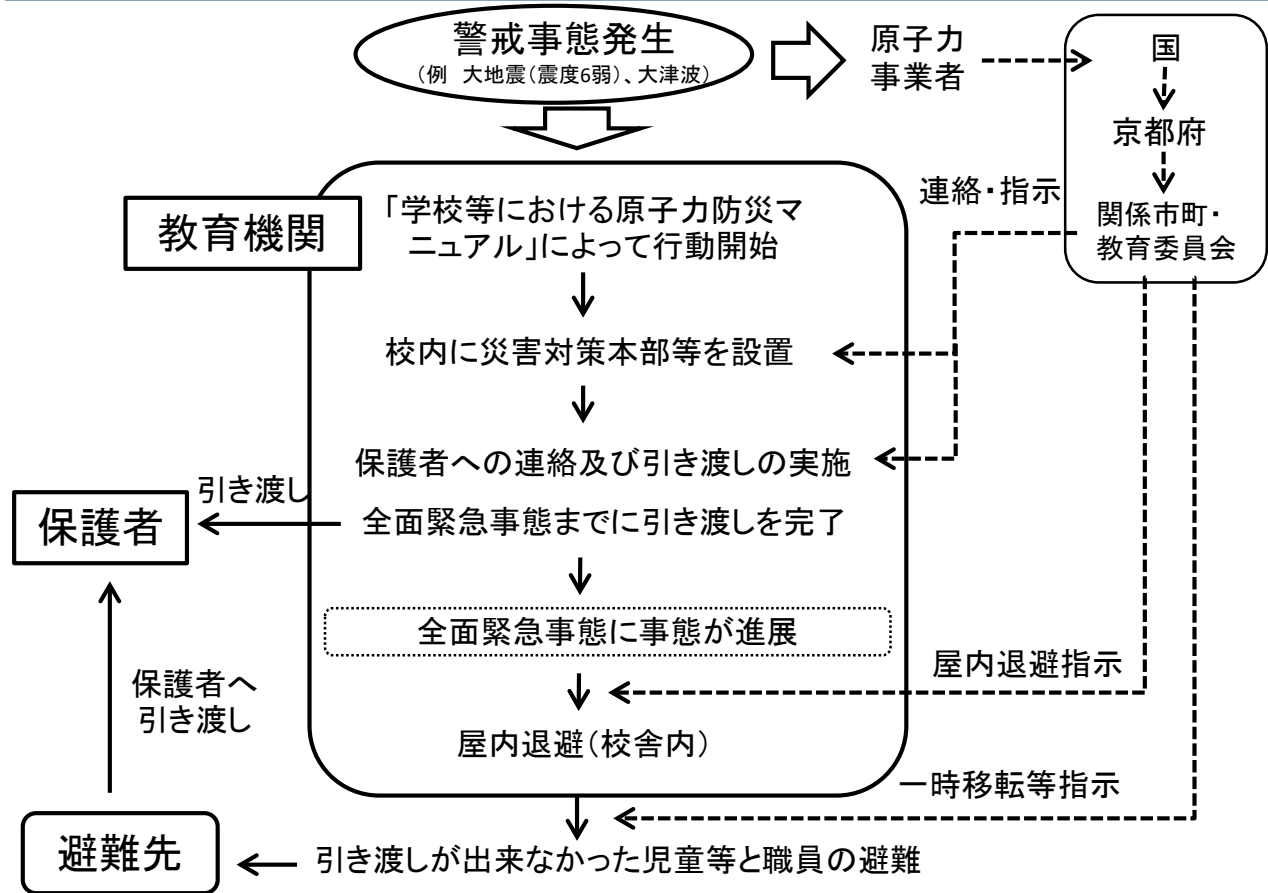 警戒事態発生
(例 大地震(震度6弱)、大津波)
原子力
事業者
国
京都府
関係市町・
教育委員会
連絡・指示
教育機関
「学校等における原子力防災マ
ニュアル」によって行動開始
校内に災害対策本部等を設置
保護者への連絡及び引き渡しの実施
引き渡し
保護者
全面緊急事態までに引き渡しを完了
全面緊急事態に事態が進展
屋内退避指示
保護者へ
引き渡し
屋内退避(校舎内)
一時移転等指示
避難先
引き渡しが出来なかった児童等と職員の避難